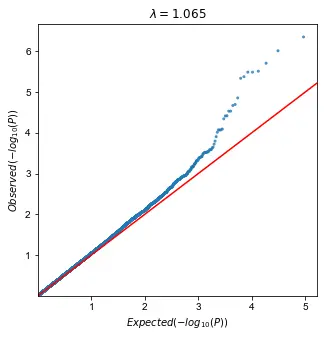 λ = 1.065
6
5
4
3
2
1
Observed(−log₁₀(P))
1 2 3 4 5
Expected(−log₁₀(P))